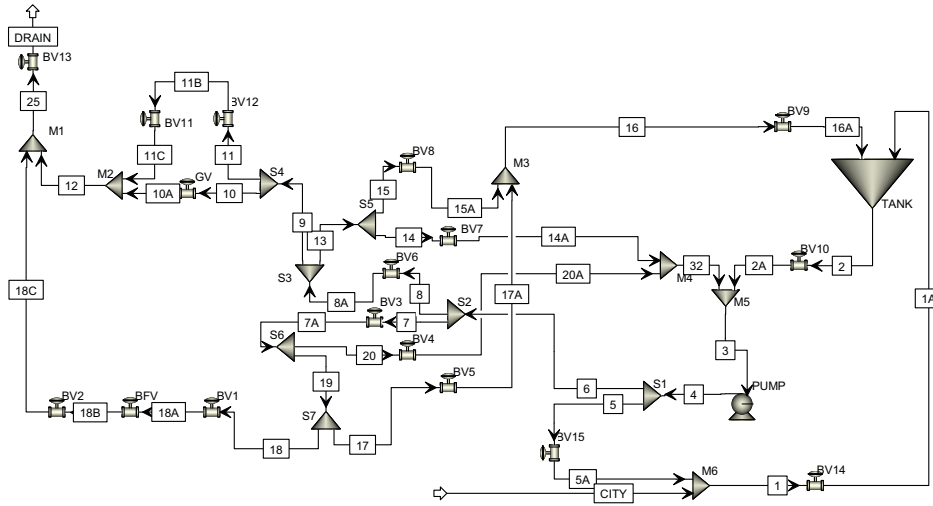 DRAIN
BV13
25
M1
11B
BV12
BV11
11C
11
M2
GV
S4
12
10A
10
9
13
S3
15
BV8
S5
15A
14
BV7
14A
M3
16
BV9
16A
TANK
BV10
2A
2
32
M4
M5
20A
17A
BV6
8
8A
BV3
7A
7
S2
BV4
S6
20
19
BV5
S7
17
18
BV1
18A
BFV
18B
BV2
18C
3
PUMP
4
S1
6
5
BV15
5A
CITY
M6
1
BV14
1A